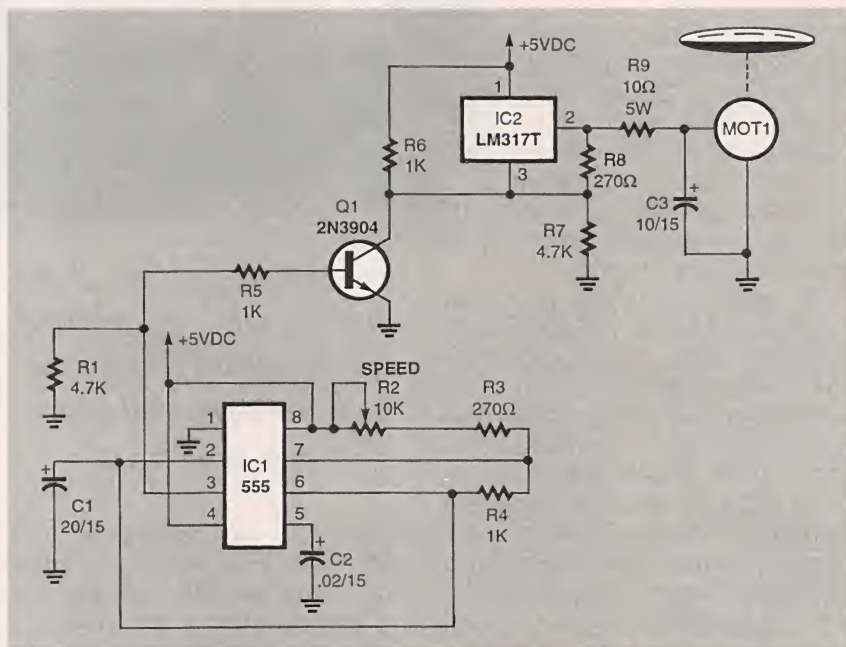 +5VDC
1
IC2
LM317T
2
3
R9
10Ω
5W
MOT1
R6
1K
R8
270Ω
C3
10/15
+
R7
4.7K
Q1
2N3904
R5
1K
R1
4.7K
+5VDC
SPEED
R2
10K
R3
270Ω
1
2
3
4
IC1
555
8
7
6
5
R4
1K
+
C1
20/15
+
C2
.02/15